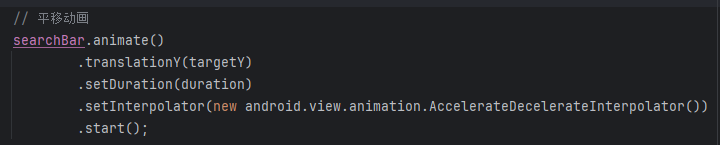 // 平移动画
searchBar.animate()
.translationY(targetY)
.setDuration(duration)
.setInterpolator(new android.view.animation.AccelerateDecelerateInterpolator())
.start();